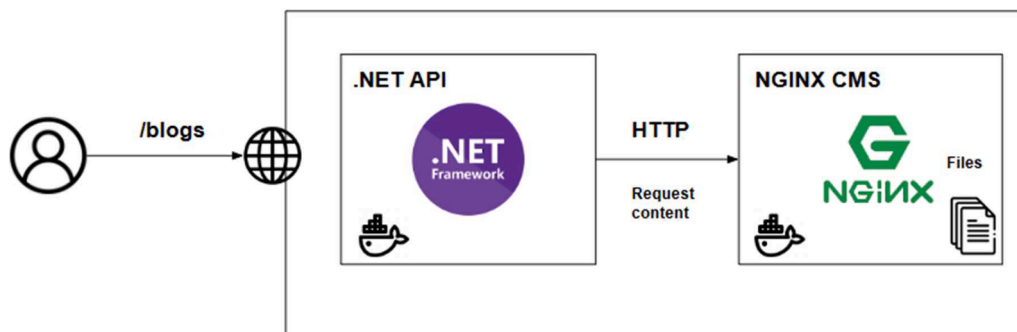 /blogs
.NET API
.NET
Framework
HTTP
Request
content
NGINX CMS
NGINX
Files